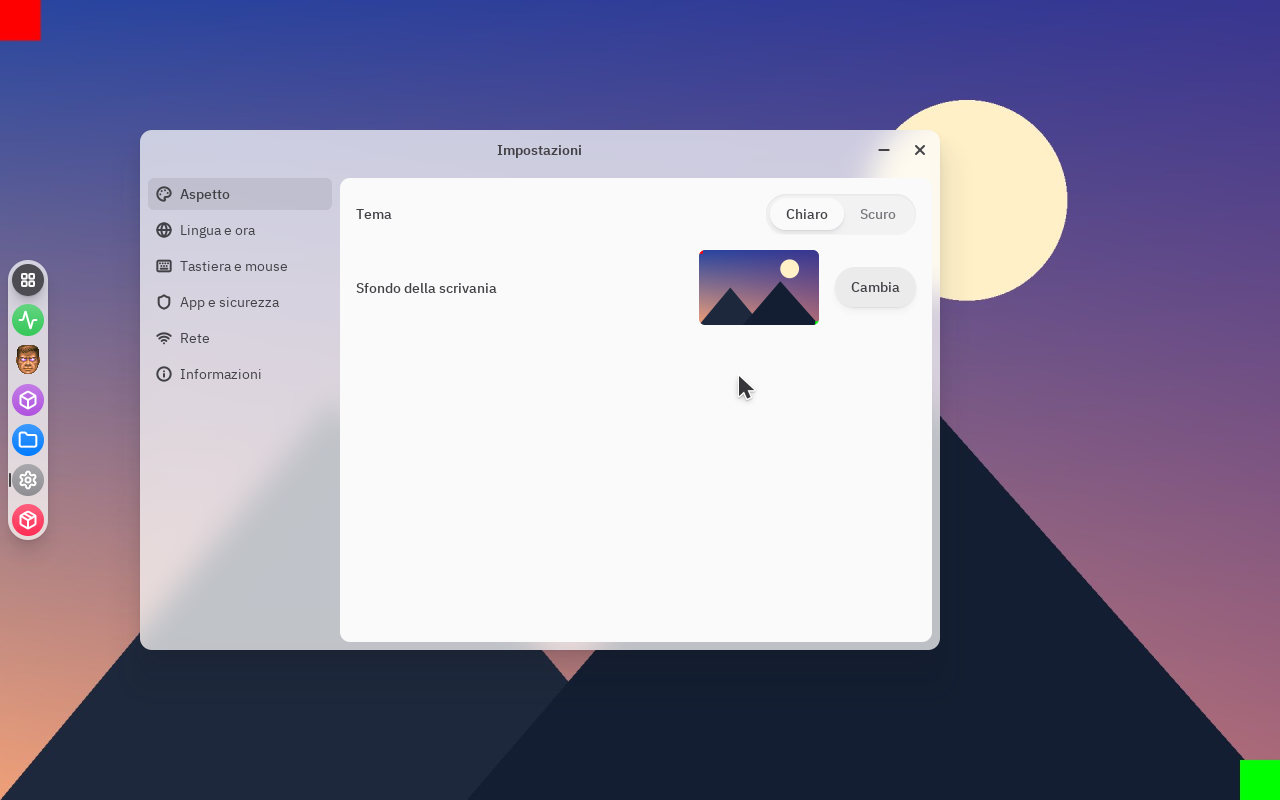 Impostazioni
Aspetto
Lingua e ora
Tastiera e mouse
App e sicurezza
Rete
Informazioni
Tema
Chiaro Scuro
Sfondo della scrivania
Cambia